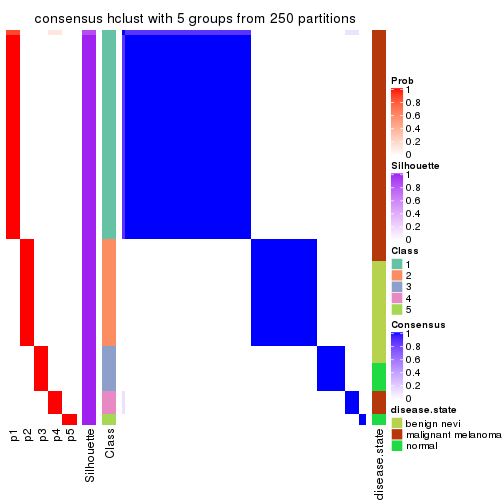 consensus hclust with 5 groups from 250 partitions
Prob
1
0.8
0.6
0.4
0.2
0
Silhouette
1
0.8
0.6
0.4
0.2
0
Class
1
2
3
4
5
Consensus
1
0.8
0.6
0.4
0.2
0
disease.state
benign nevi
malignant melanoma
normal
p1
p2
p3
p4
p5
Silhouette
Class
disease.state